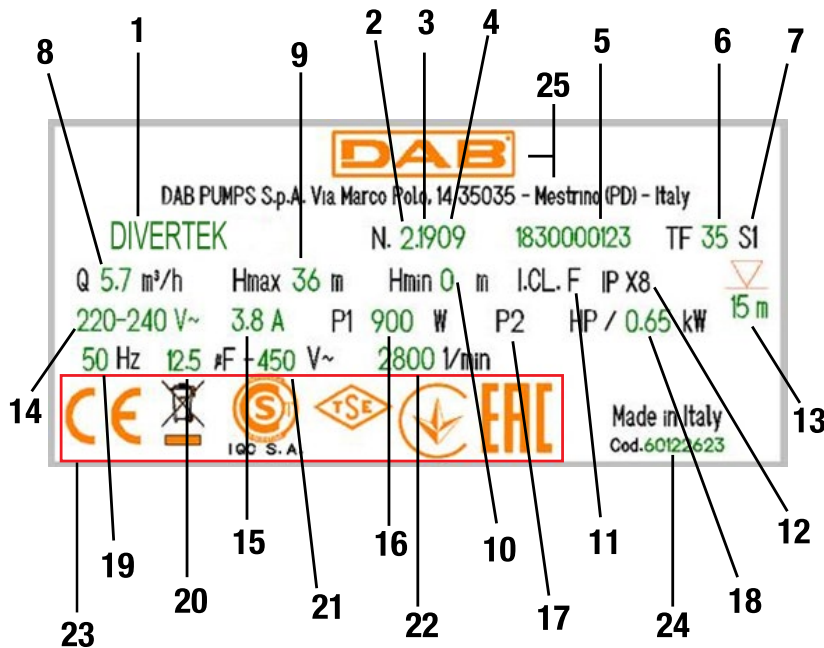 1 2 3 4 5 6 7
8 9 25
DAB
DAB PUMPS S.p.A. Via Marco Polo, 14 35035 - Mestrino (PD) - Italy
DIVERTEK N. 2.1909 1830000123 TF 35 S1
Q 5.7 m³/h Hmax 36 m Hmin 0 m I.CL. F IP X8
220-240 V~ 3.8 A P1 900 W P2 HP / 0.65 kW 15 m
50 Hz 12.5 µF -450 V~ 2800 1/min
CE S TSE EAC
IQC S.A.
Made in Italy
Cod.60122623
14 13
19 20 15 21 16 22 10 17 11 18 12
23 24